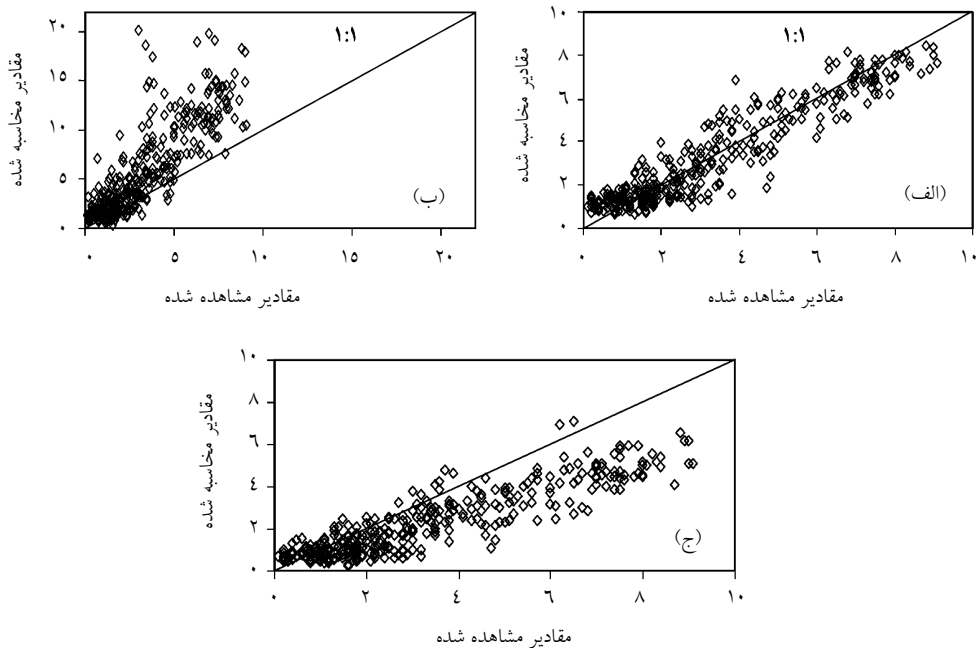 ۱:۱
(الف)
مقادیر محاسبه شده
۱۰
۸
۶
۴
۲
۰
۰ ۲ ۴ ۶ ۸ ۱۰
مقادیر مشاهده شده
۱:۱
(ب)
مقادیر محاسبه شده
۲۰
۱۵
۱۰
۵
۰
۰ ۵ ۱۰ ۱۵ ۲۰
مقادیر مشاهده شده
(ج)
مقادیر محاسبه شده
۱۰
۸
۶
۴
۲
۰
۰ ۲ ۴ ۶ ۸ ۱۰
مقادیر مشاهده شده